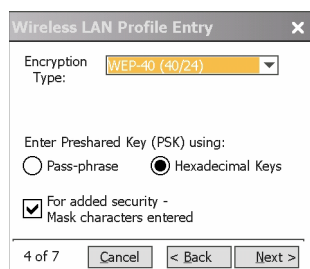 Wireless LAN Profile Entry X
Encryption Type:
WEP-40 (40/24)
Enter Preshared Key (PSK) using:
Pass-phrase
Hexadecimal Keys
For added security -
Mask characters entered
4 of 7
Cancel
< Back
Next >